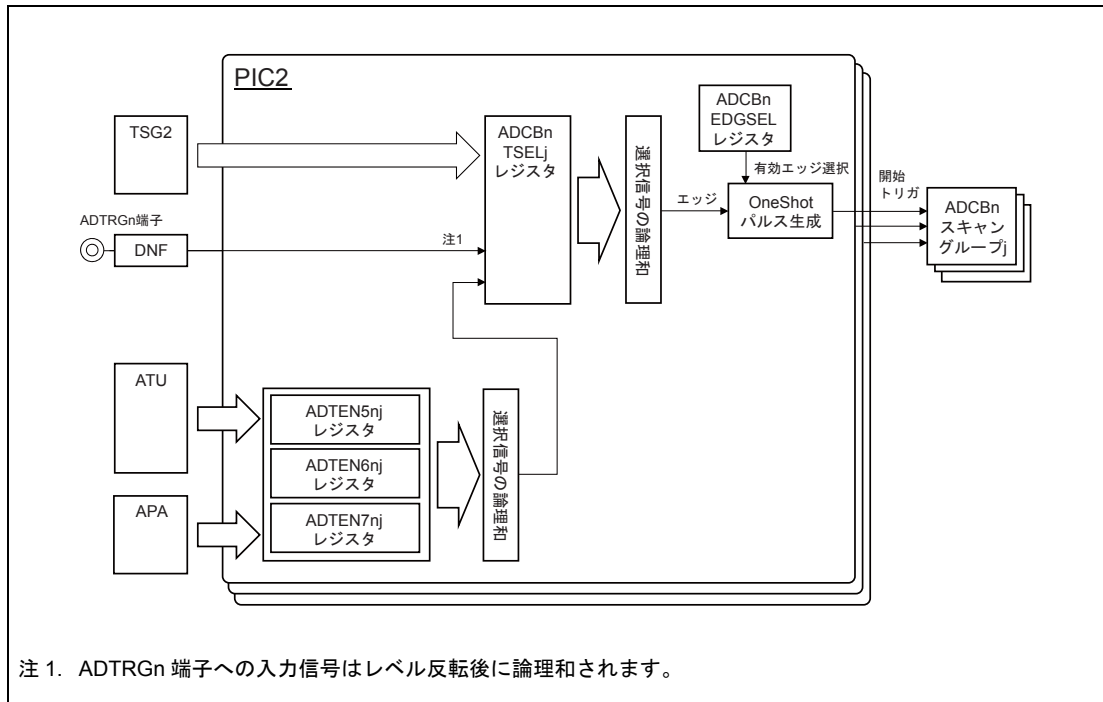 PIC2
TSG2
ADTRGn端子
DNF
注1
ADCBn
TSELj
レジスタ
選択信号の論理和
エッジ
ADCBn
EDGSEL
レジスタ
有効エッジ選択
OneShot
パルス生成
開始
トリガ
ADCBn
スキャン
グループj
ATU
APA
ADTEN5nj
レジスタ
ADTEN6nj
レジスタ
ADTEN7nj
レジスタ
選択信号の論理和
注 1. ADTRGn 端子への入力信号はレベル反転後に論理和されます。